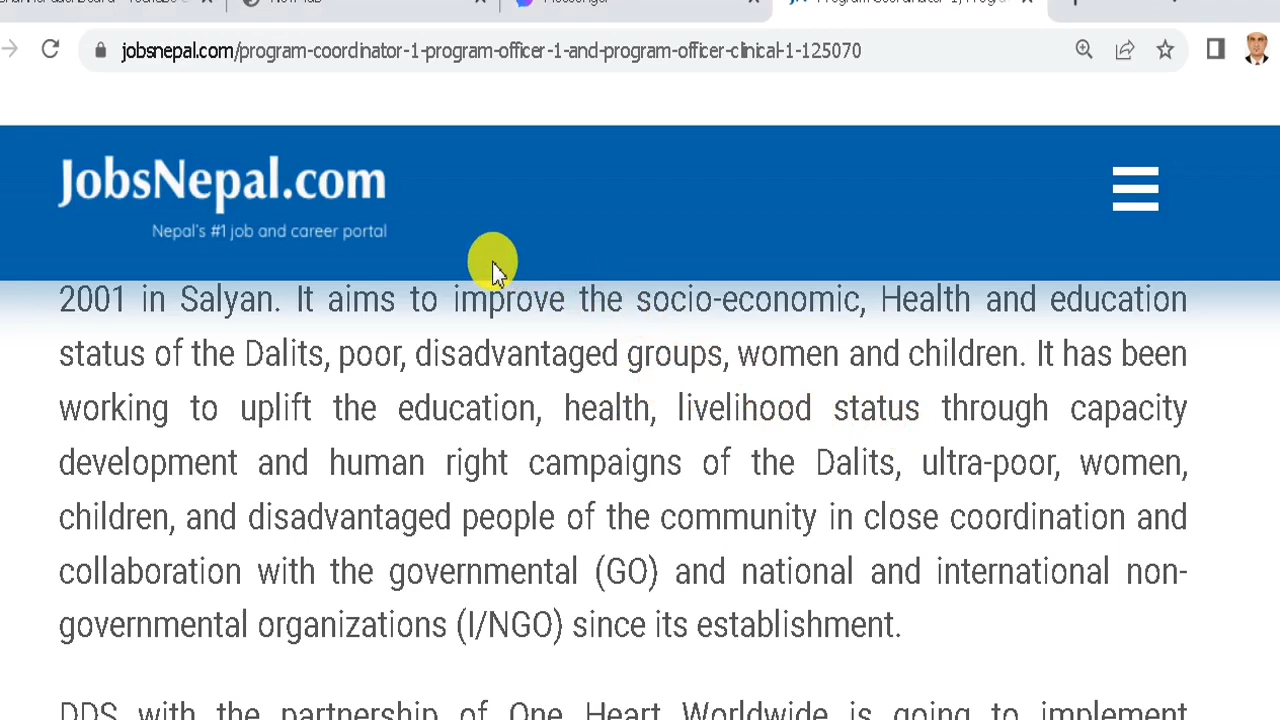 jobsnepal.com/program-coordinator-1-program-officer-1-and-program-officer-clinical-1-125070
JobsNepal.com
Nepal's #1 job and career portal
2001 in Salyan. It aims to improve the socio-economic, Health and education
status of the Dalits, poor, disadvantaged groups, women and children. It has been
working to uplift the education, health, livelihood status through capacity
development and human right campaigns of the Dalits, ultra-poor, women,
children, and disadvantaged people of the community in close coordination and
collaboration with the governmental (GO) and national and international non-
governmental organizations (I/NGO) since its establishment.
DDS with the partnership of One Heart Worldwide is going to implement